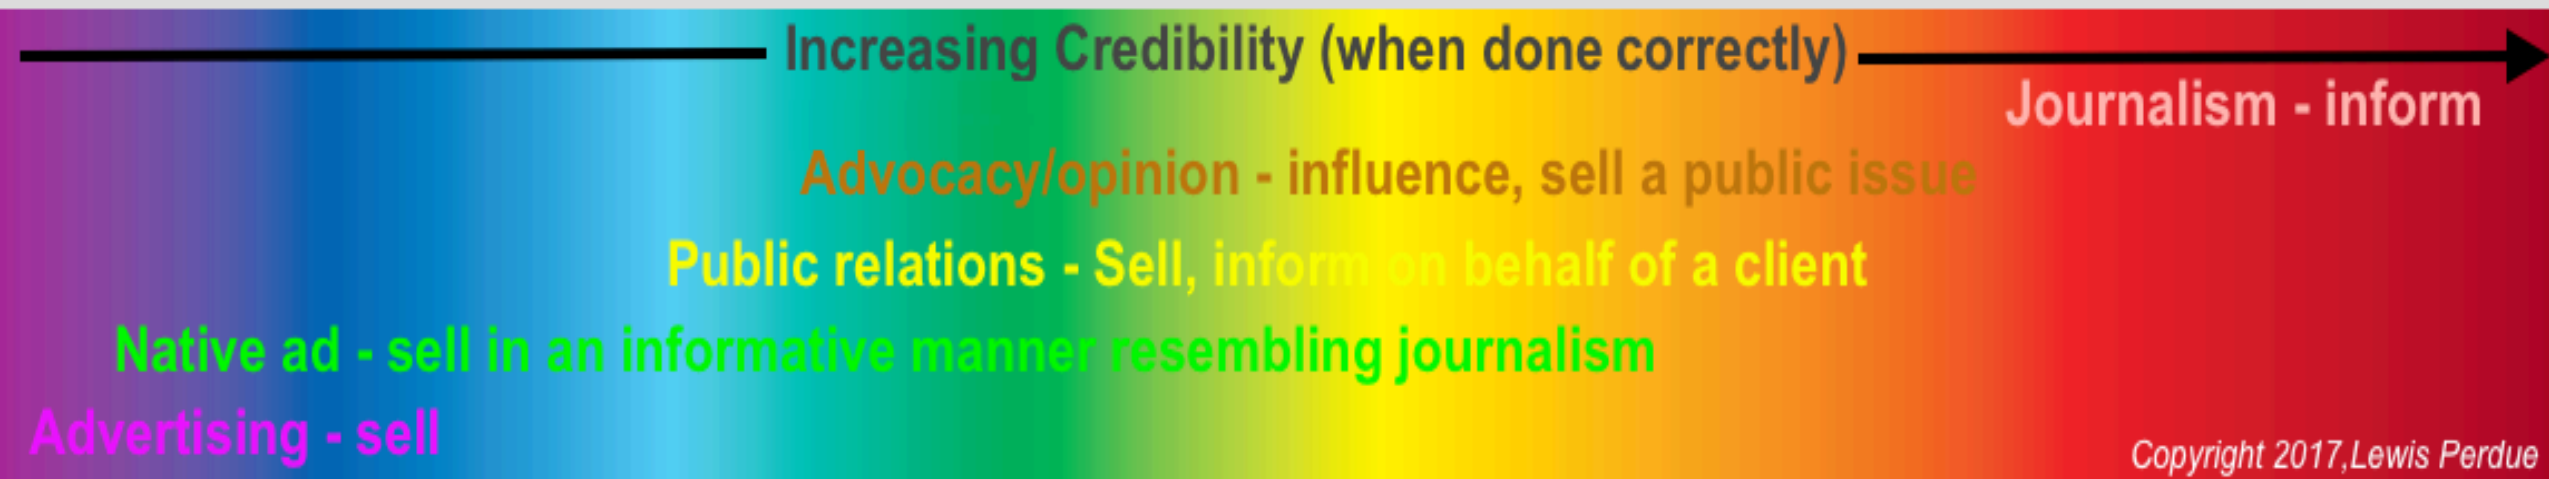 Increasing Credibility (when done correctly)
Journalism - inform
Advocacy/opinion - influence, sell a public issue
Public relations - Sell, inform on behalf of a client
Native ad - sell in an informative manner resembling journalism
Advertising - sell
Copyright 2017,Lewis Perdue